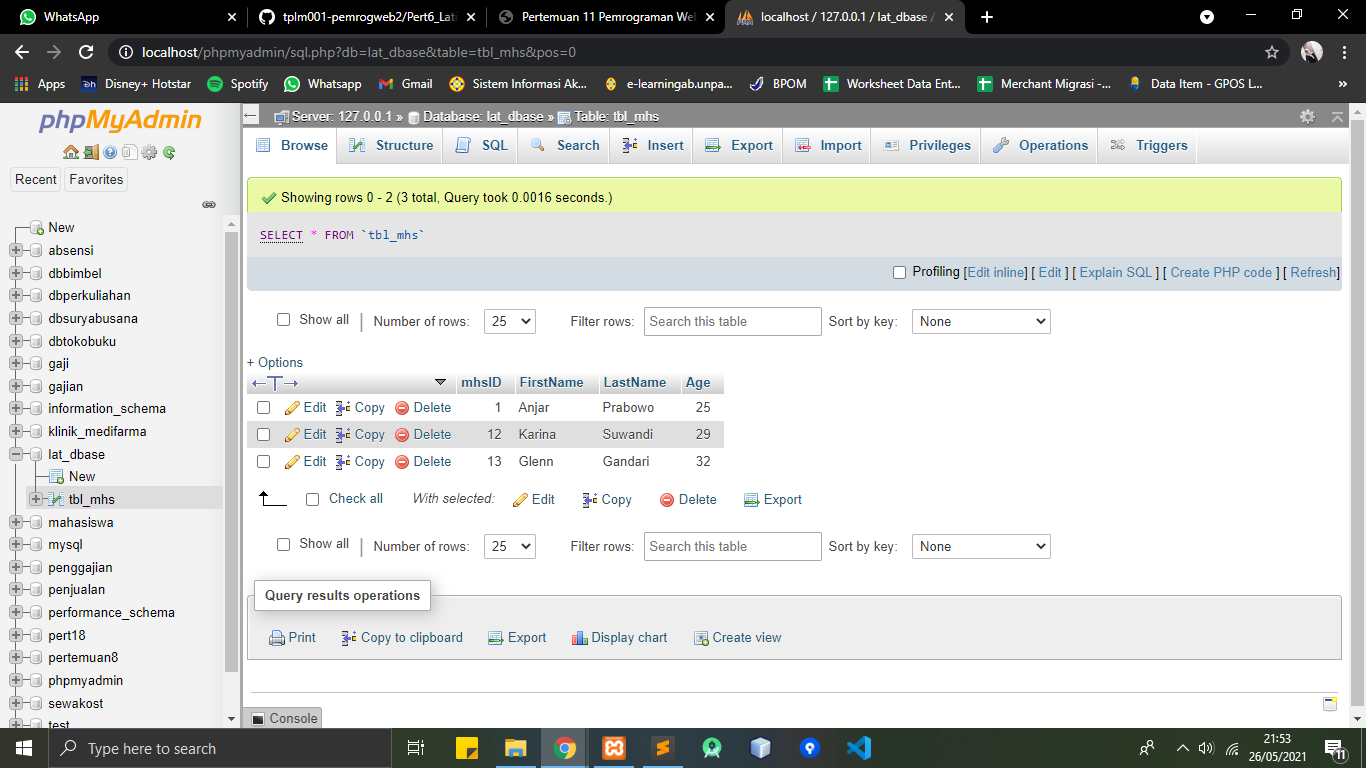 WhatsApp
tplm001-pemrogweb2/Pert6_Lati
Pertemuan 11 Pemrograman Web
localhost / 127.0.0.1 / lat_dbase /
localhost/phpmyadmin/sql.php?db=lat_dbase&table=tbl_mhs&pos=0
Apps Disney+ Hotstar Spotify Whatsapp Gmail Sistem Informasi Ak... e-learningab.unpa... BPOM Worksheet Data Ent... Merchant Migrasi -... Data Item - GPOS L... »
phpMyAdmin
Recent Favorites
New
absensi
dbbimbel
dbperkuliahan
dbsuryabusana
dbtokobuku
gaji
gajian
information_schema
klinik_medifarma
lat_dbase
New
tbl_mhs
mahasiswa
mysql
penggajian
penjualan
performance_schema
pert18
pertemuan8
phpmyadmin
sewakost
test
Server: 127.0.0.1 » Database: lat_dbase » Table: tbl_mhs
Browse Structure SQL Search Insert Export Import Privileges Operations Triggers
Showing rows 0 - 2 (3 total, Query took 0.0016 seconds.)
SELECT * FROM `tbl_mhs`
Profiling [Edit inline] [ Edit ] [ Explain SQL ] [ Create PHP code ] [ Refresh]
Show all | Number of rows: 25 Filter rows: Search this table Sort by key: None
+ Options
←T→ mhsID FirstName LastName Age
Edit Copy Delete 1 Anjar Prabowo 25
Edit Copy Delete 12 Karina Suwandi 29
Edit Copy Delete 13 Glenn Gandari 32
Check all With selected: Edit Copy Delete Export
Show all | Number of rows: 25 Filter rows: Search this table Sort by key: None
Query results operations
Print Copy to clipboard Export Display chart Create view
Console
Type here to search
21:53
26/05/2021
11